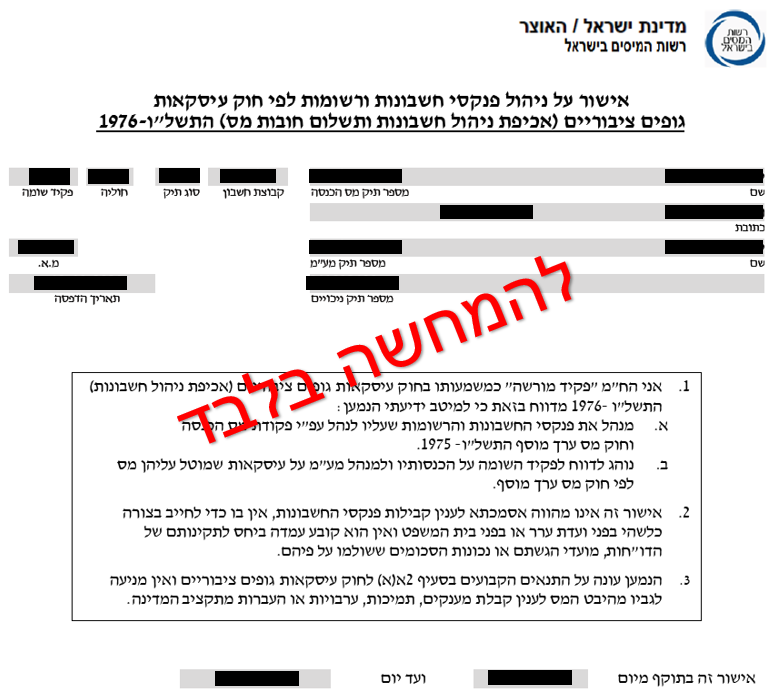 מדינת ישראל / האוצר
רשות המיסים בישראל
רשות
המסים
בישראל
אישור על ניהול פנקסי חשבונות ורשומות לפי חוק עיסקאות
גופים ציבוריים (אכיפת ניהול חשבונות ותשלום חובות מס) התשל"ו-1976
שם מספר תיק מס הכנסה קבוצת חשבון סוג תיק חוליה פקיד שומה
כתובת
שם מספר תיק מע"מ מ.א.
מספר תיק ניכויים תאריך הדפסה
להמחשה בלבד
1. אני הח"מ "פקיד מורשה" כמשמעותו בחוק עיסקאות גופים ציבוריים (אכיפת ניהול חשבונות)
התשל"ו -1976 מדווח בזאת כי למיטב ידיעתי הנמען:
א. מנהל את פנקסי החשבונות והרשומות שעליו לנהל עפ"י פקודת מס הכנסה
וחוק מס ערך מוסף התשל"ו- 1975.
ב. נוהג לדווח לפקיד השומה על הכנסותיו ולמנהל מע"מ על עיסקאות שמוטל עליהן מס
לפי חוק מס ערך מוסף.
2. אישור זה אינו מהווה אסמכתא לענין קבילות פנקסי החשבונות, אין בו כדי לחייב בצורה
כלשהי בפני ועדת ערר או בפני בית המשפט ואין הוא קובע עמדה ביחס לתקינותם של
הדו"חות, מועדי הגשתם או נכונות הסכומים ששולמו על פיהם.
3. הנמען עונה על התנאים הקבועים בסעיף 2א(א) לחוק עיסקאות גופים ציבוריים ואין מניעה
לגביו מהיבט המס לענין קבלת מענקים, תמיכות, ערבויות או העברות מתקציב המדינה.
אישור זה בתוקף מיום ועד יום